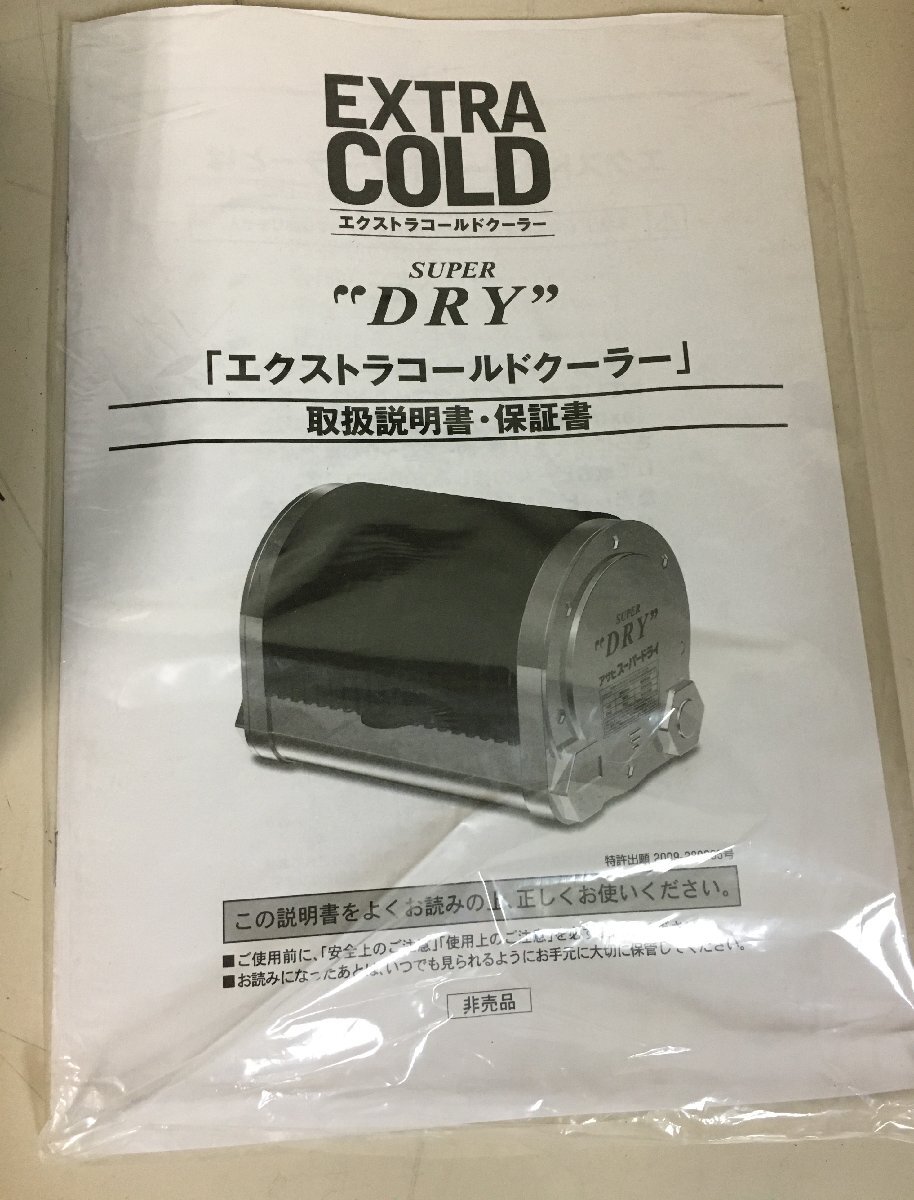 EXTRA
COLD
エクストラコールドクーラー
SUPER
“DRY”
「エクストラコールドクーラー」
取扱説明書・保証書
SUPER
“DRY”
アサヒスーパードライ
特許出願 2009-
この説明書をよくお読みの上、正しくお使いください。
■ご使用前に、「安全上のご注意」「使用上のご注意」を必ず
■お読みになったあとは、いつでも見られるようにお手元に大切に保管してください。
非売品